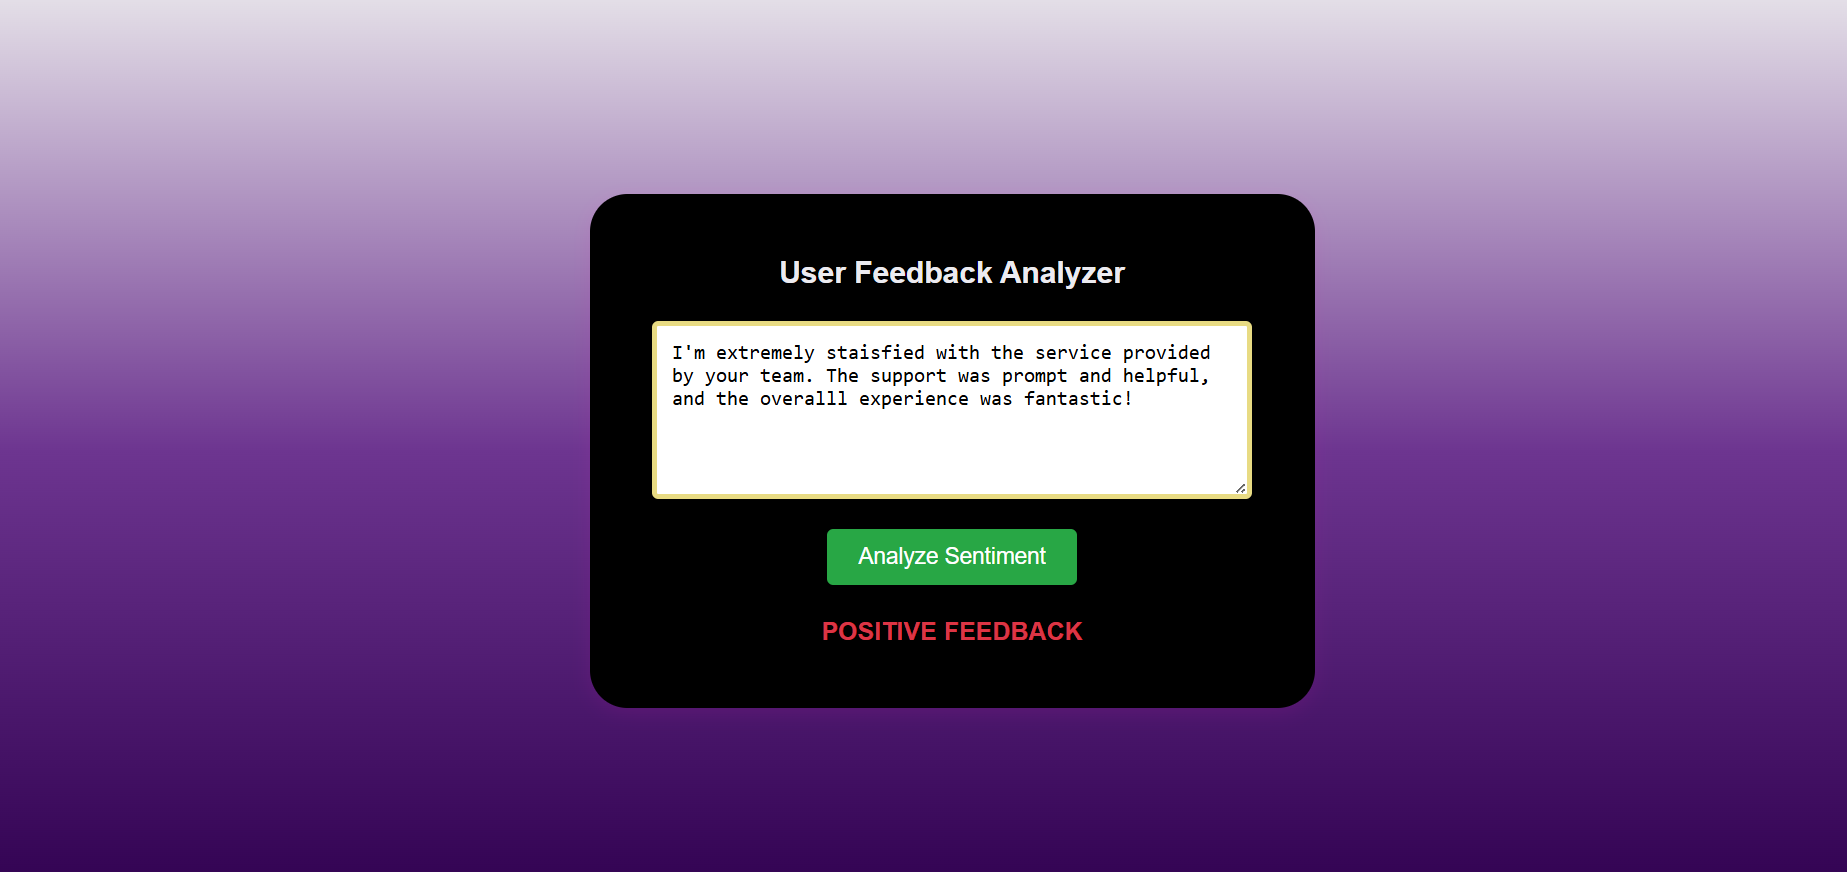 User Feedback Analyzer
I'm extremely staisfied with the service provided
by your team. The support was prompt and helpful,
and the overalll experience was fantastic!
Analyze Sentiment
POSITIVE FEEDBACK